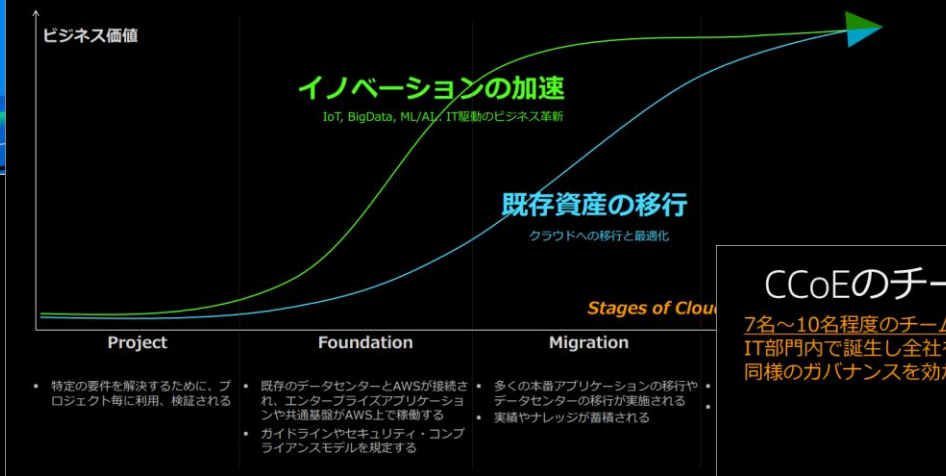 ビジネス価値
イノベーションの加速
IoT, BigData, ML/AI.. IT駆動のビジネス革新
既存資産の移行
クラウドへの移行と最適化
Stages of Clou
Project
Foundation
Migration
▪ 特定の要件を解決するために、プ
ロジェクト毎に利用、検証される
▪ 既存のデータセンターとAWSが接続さ
れ、エンタープライズアプリケーショ
ンや共通基盤がAWS上で稼働する
▪ ガイドラインやセキュリティ・コンプ
ライアンスモデルを規定する
▪ 多くの本番アプリケーションの移行や
データセンターの移行が実施される
▪ 実績やナレッジが蓄積される
CCoEのチー
7名～10名程度のチーム
IT部門内で誕生し全社
同様のガバナンスを効